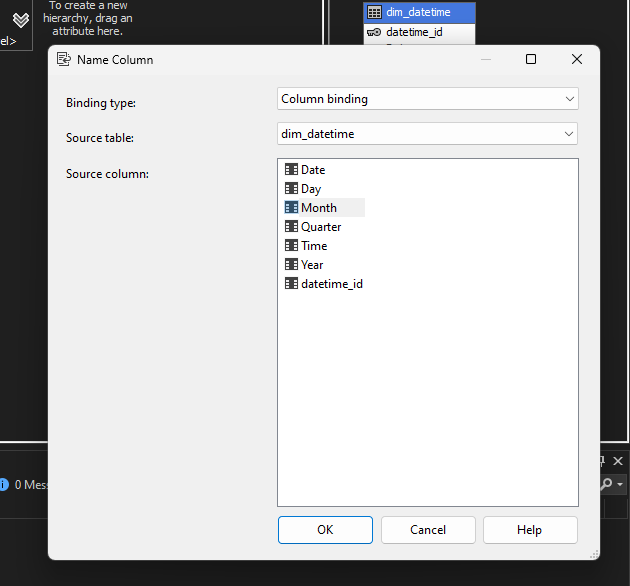 To create a new
hierarchy, drag an
attribute here.
el>
dim_datetime
datetime_id
Name Column
Binding type:
Column binding
Source table:
dim_datetime
Source column:
Date
Day
Month
Quarter
Time
Year
datetime_id
0 Mess
OK
Cancel
Help